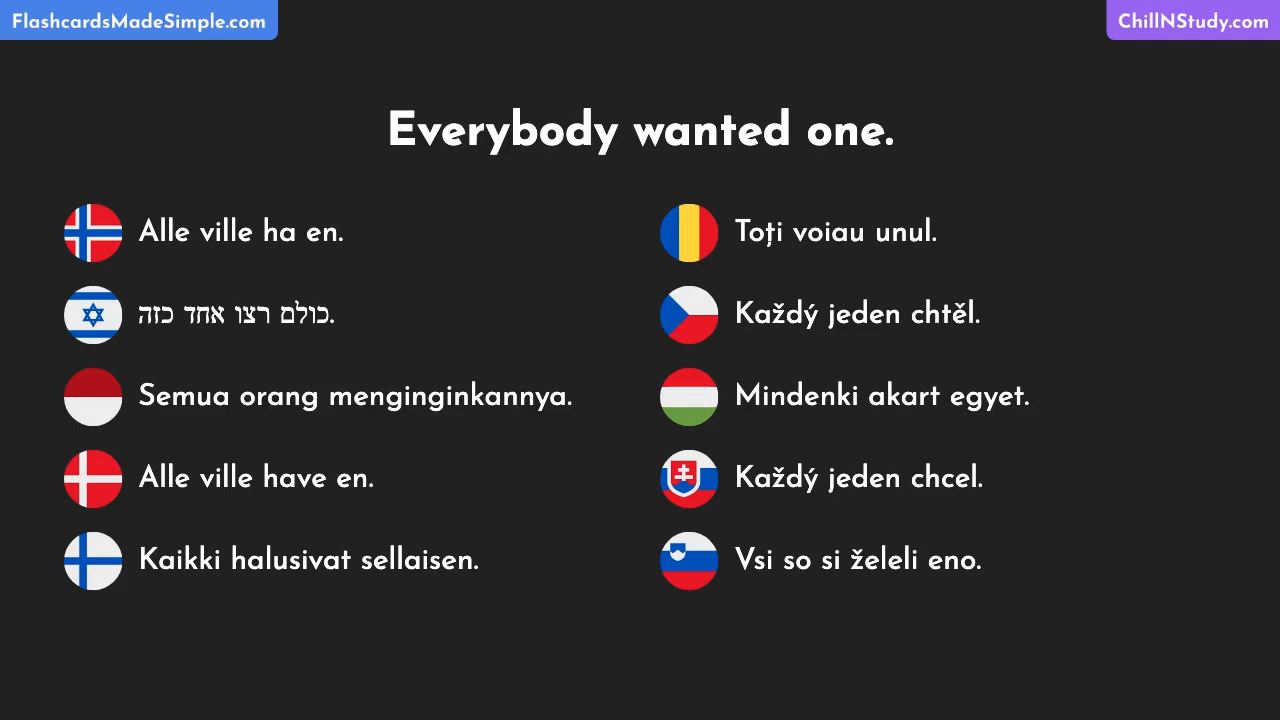 FlashcardsMadeSimple.com
ChillNStudy.com
Everybody wanted one.
Alle ville ha en.
כולם רצו אחד כזה.
Semua orang menginginkannya.
Alle ville have en.
Kaikki halusivat sellaisen.
Toți voiau unul.
Každý jeden chtěl.
Mindenki akart egyet.
Každý jeden chcel.
Vsi so si želeli eno.